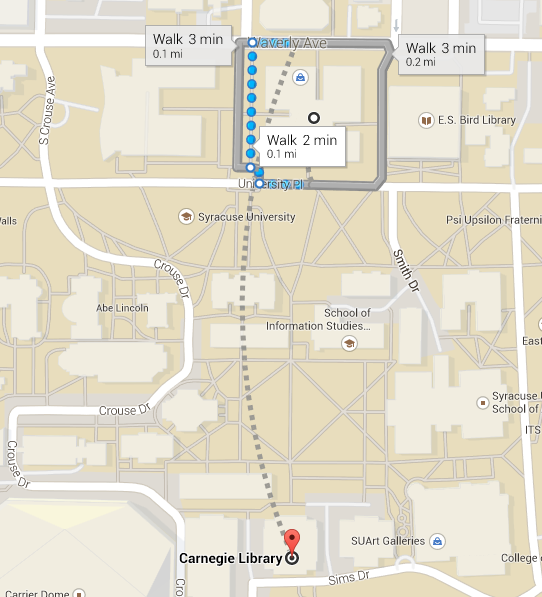 Walk 3 min
0.1 mi
Waverly Ave
Walk 3 min
0.2 mi
S Crouse Ave
E.S. Bird Library
Walk 2 min
0.1 mi
University Pl
Syracuse University
Psi Upsilon Fraterni
Smith Dr
Crouse Dr
Abe Lincoln
School of
Information Studies...
East
Syracuse U
School of
ITS
Crouse Dr
Crouse Dr
SUArt Galleries
Carnegie Library
College o
Sims Dr
Carrier Dome